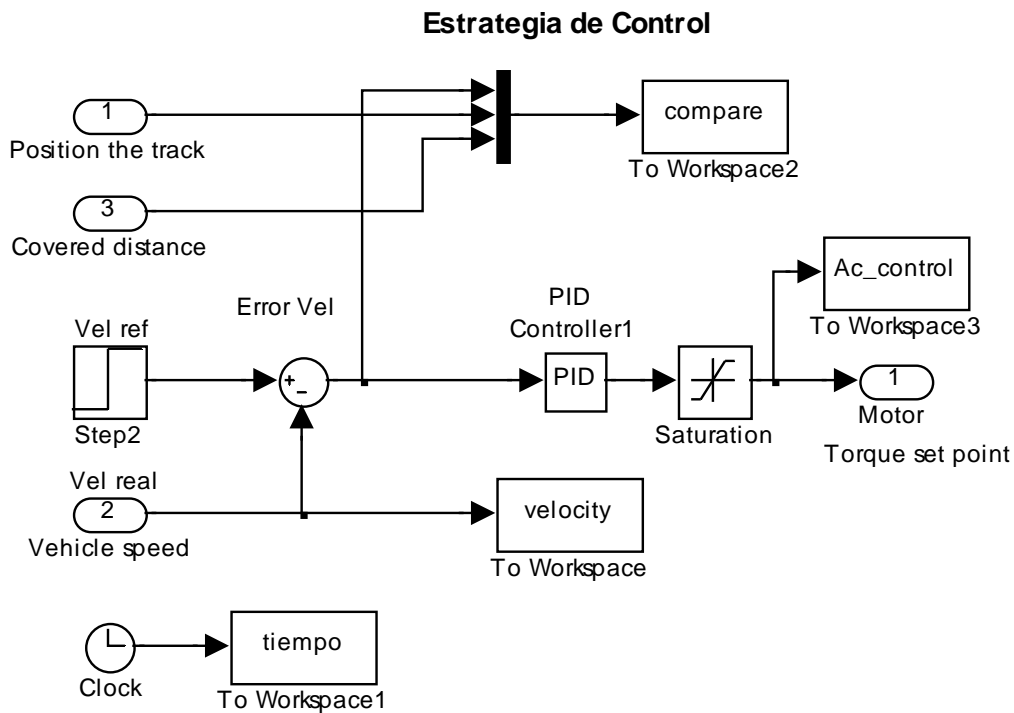 Estrategia de Control
1
Position the track
compare
To Workspace2
3
Covered distance
Ac_control
To Workspace3
Error Vel
PID
Controller1
Vel ref
+
−
PID
1
Step2
Saturation
Motor
Torque set point
Vel real
2
Vehicle speed
velocity
To Workspace
tiempo
Clock
To Workspace1